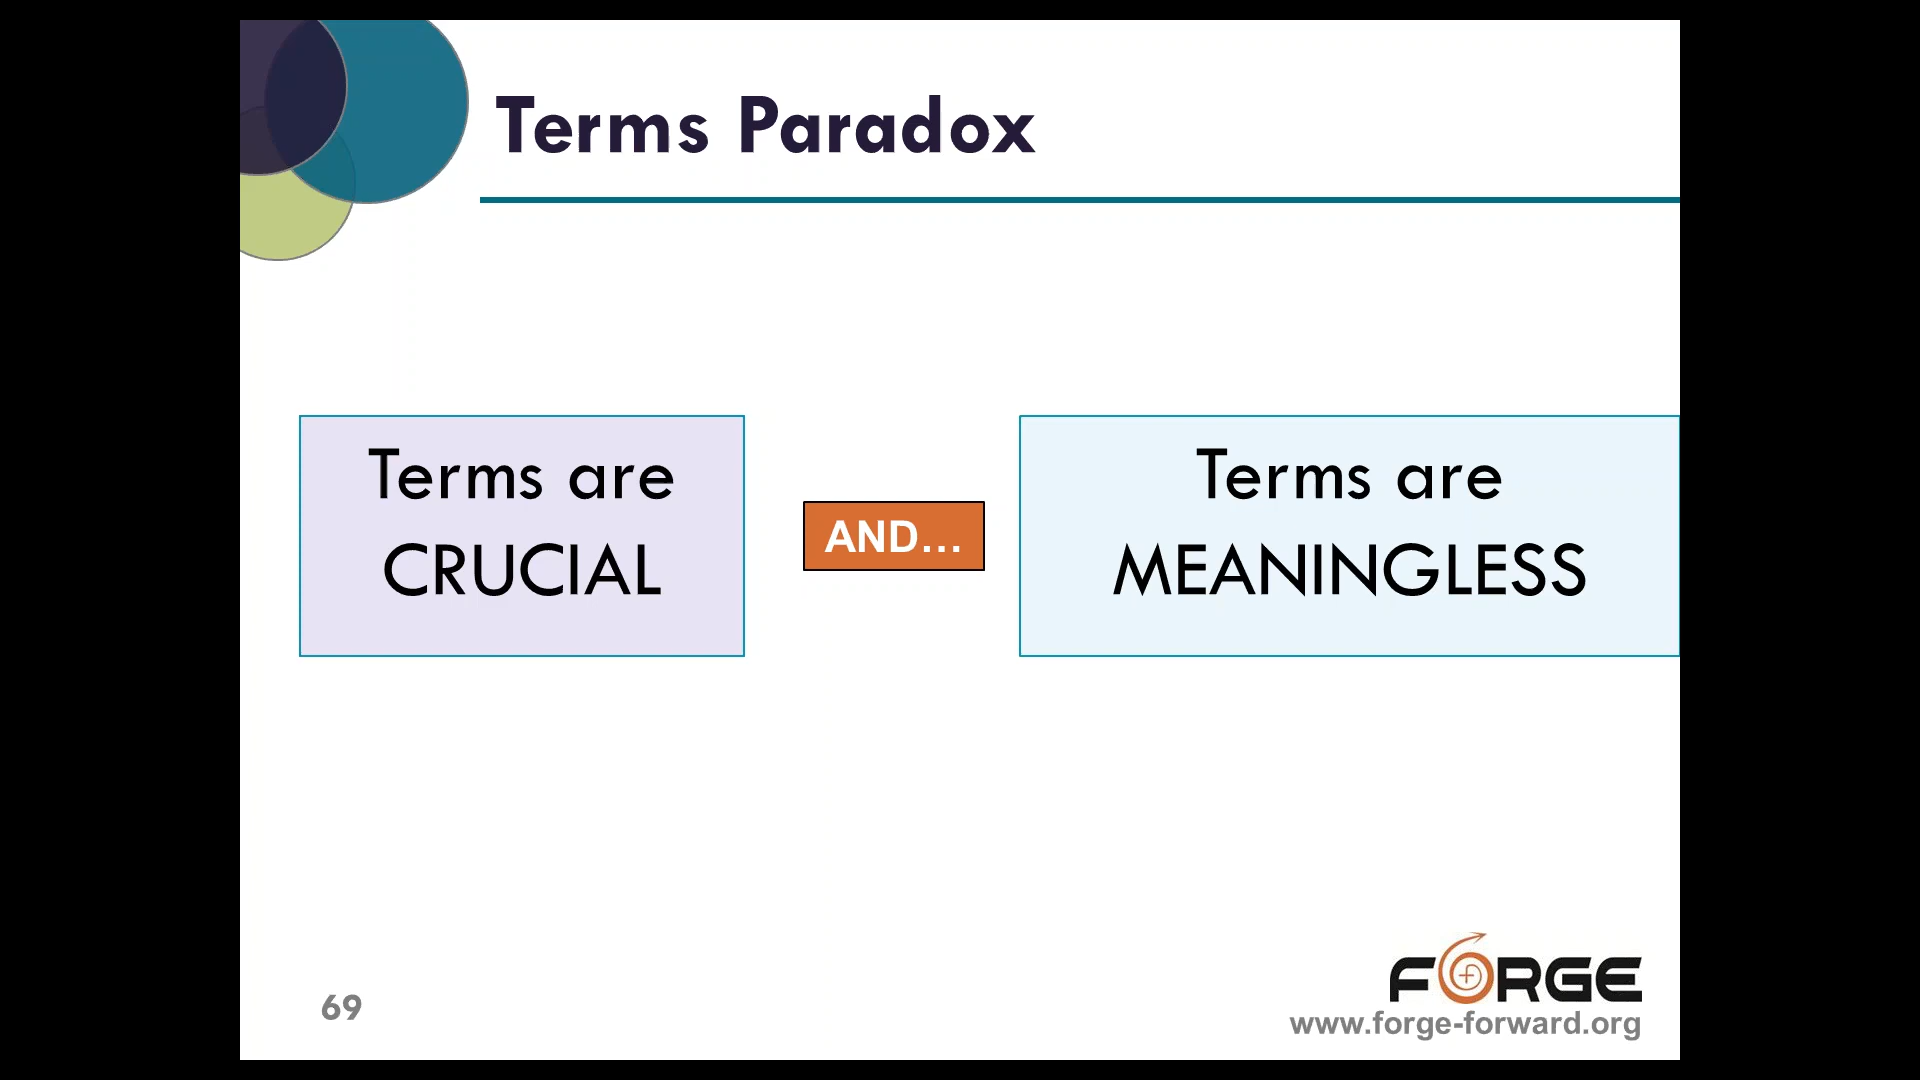 Terms Paradox
Terms are
CRUCIAL
AND...
Terms are
MEANINGLESS
69
FORGE
www.forge-forward.org